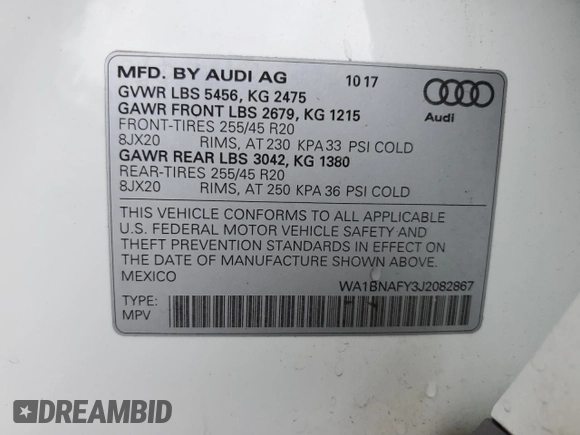 MFD. BY AUDI AG 10 17
GVWR LBS 5456, KG 2475
GAWR FRONT LBS 2679, KG 1215
FRONT-TIRES 255/45 R20
8JX20 RIMS, AT 230 KPA 33 PSI COLD
GAWR REAR LBS 3042, KG 1380
REAR-TIRES 255/45 R20
8JX20 RIMS, AT 250 KPA 36 PSI COLD
Audi
THIS VEHICLE CONFORMS TO ALL APPLICABLE
U.S. FEDERAL MOTOR VEHICLE SAFETY AND
THEFT PREVENTION STANDARDS IN EFFECT ON
THE DATE OF MANUFACTURE SHOWN ABOVE.
MEXICO WA1BNAFY3J2082867
TYPE:
MPV
DREAMBID
DREAMBID.COM